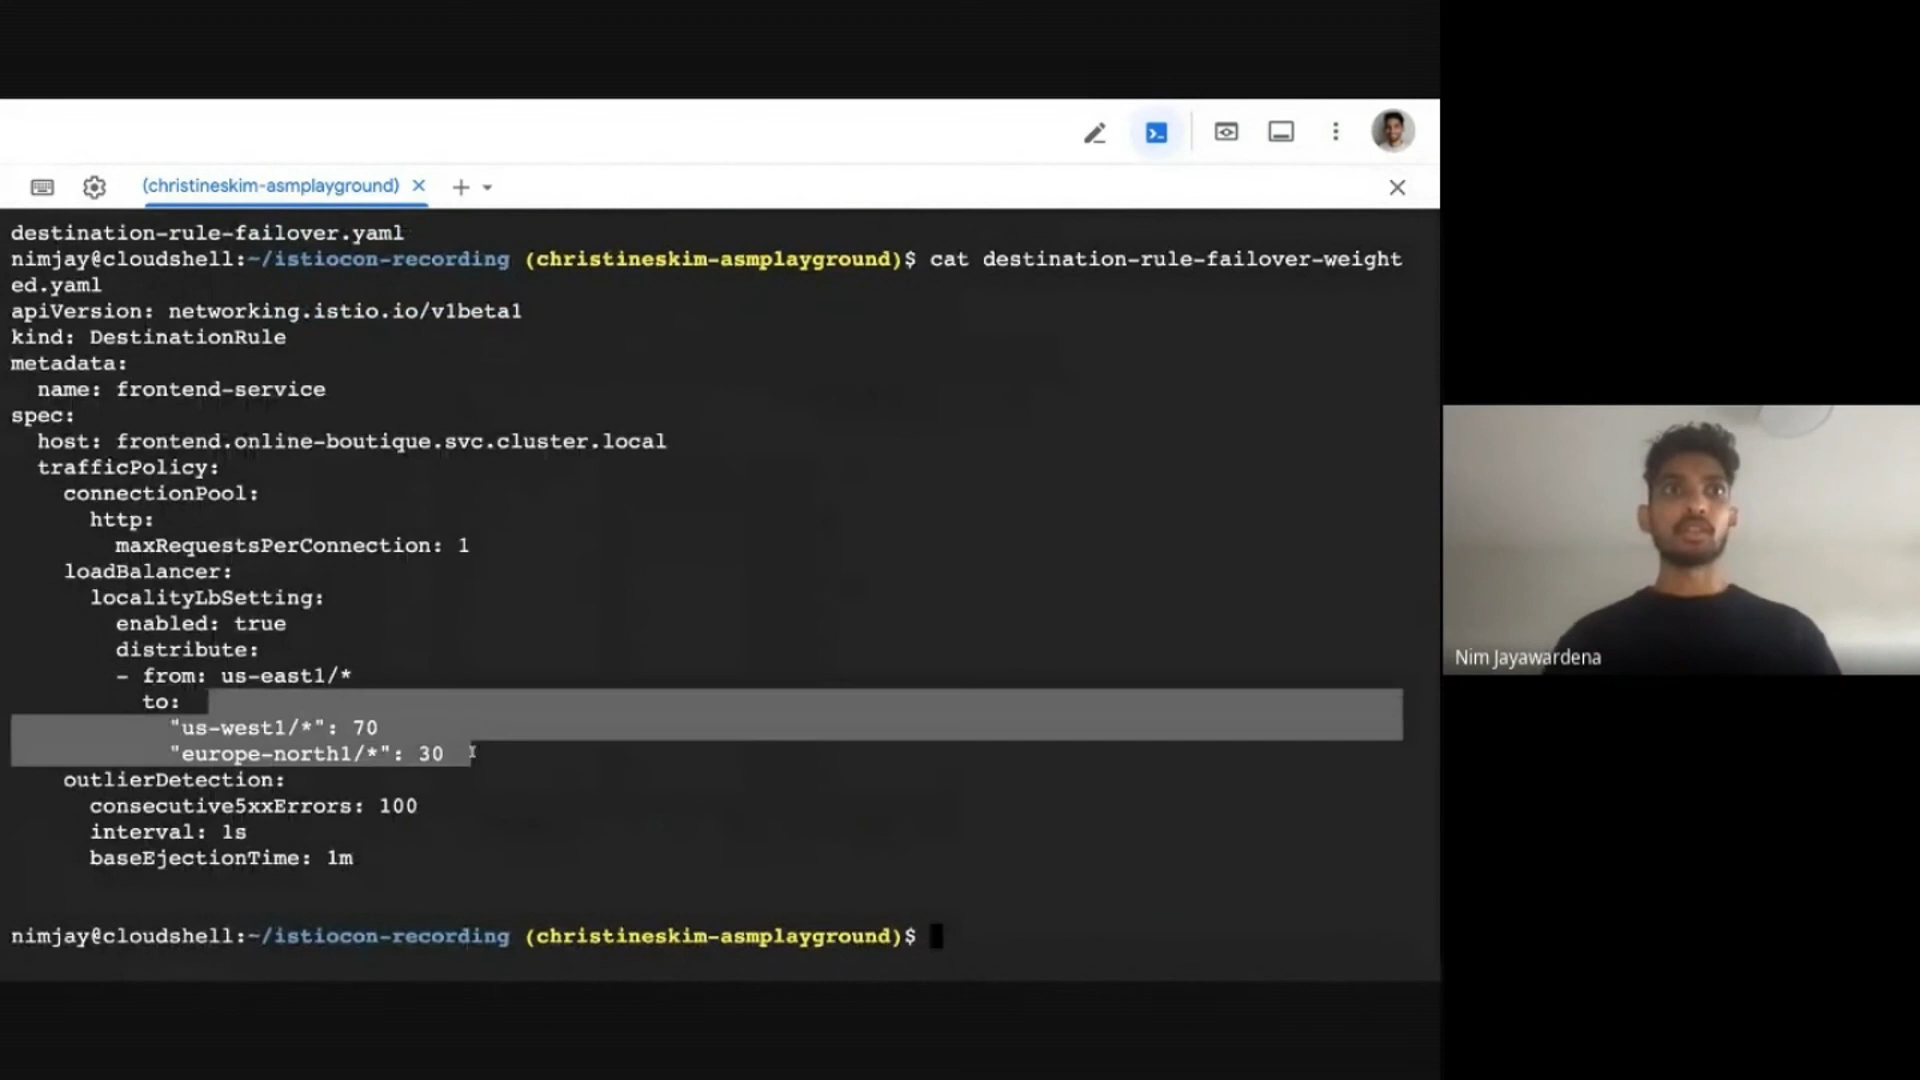 (christineskim-asmplayground)
destination-rule-failover.yaml
nimjay@cloudshell:~/istiocon-recording (christineskim-asmplayground)$ cat destination-rule-failover-weight
ed.yaml
apiVersion: networking.istio.io/v1beta1
kind: DestinationRule
metadata:
  name: frontend-service
spec:
  host: frontend.online-boutique.svc.cluster.local
  trafficPolicy:
    connectionPool:
      http:
        maxRequestsPerConnection: 1
    loadBalancer:
      localityLbSetting:
        enabled: true
        distribute:
        - from: us-east1/*
          to:
            "us-west1/*": 70
            "europe-north1/*": 30
    outlierDetection:
      consecutive5xxErrors: 100
      interval: 1s
      baseEjectionTime: 1m
nimjay@cloudshell:~/istiocon-recording (christineskim-asmplayground)$
Nim Jayawardena